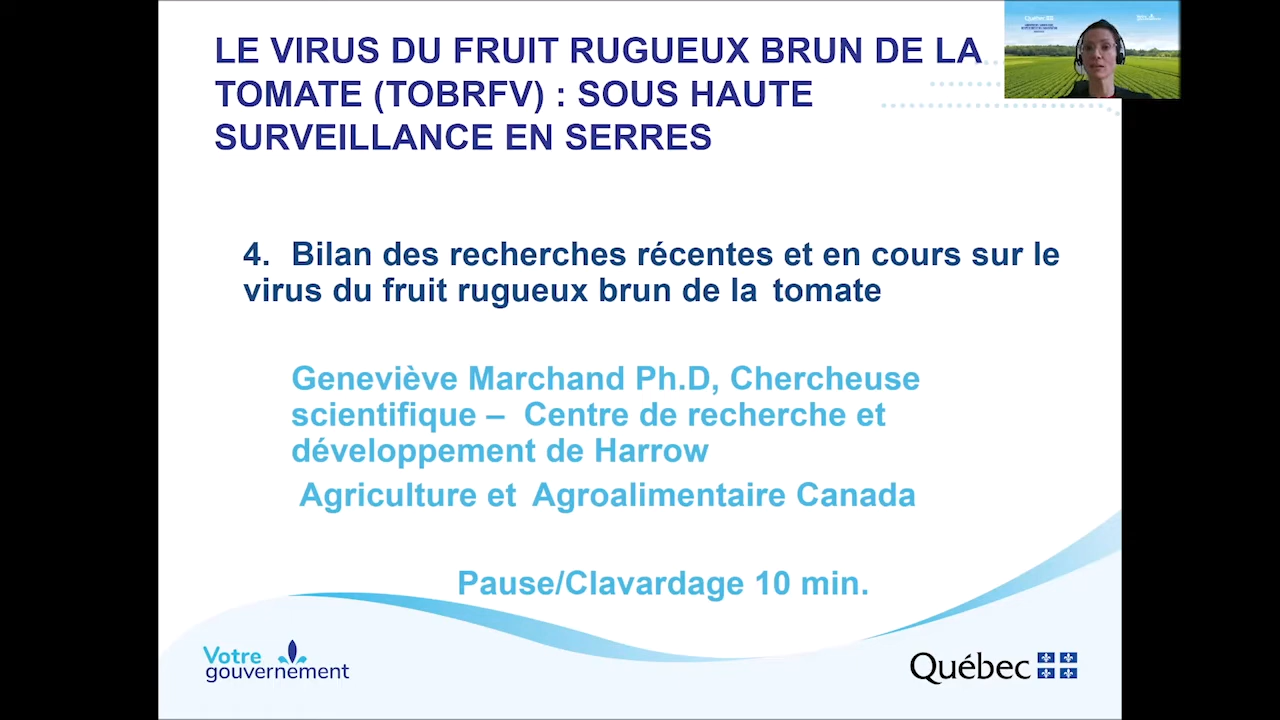 LE VIRUS DU FRUIT RUGUEUX BRUN DE LA
TOMATE (TOBRFV) : SOUS HAUTE
SURVEILLANCE EN SERRES
4. Bilan des recherches récentes et en cours sur le
virus du fruit rugueux brun de la tomate
Geneviève Marchand Ph.D, Chercheuse
scientifique – Centre de recherche et
développement de Harrow
Agriculture et Agroalimentaire Canada
Pause/Clavardage 10 min.
Votre
gouvernement
Québec
Québec